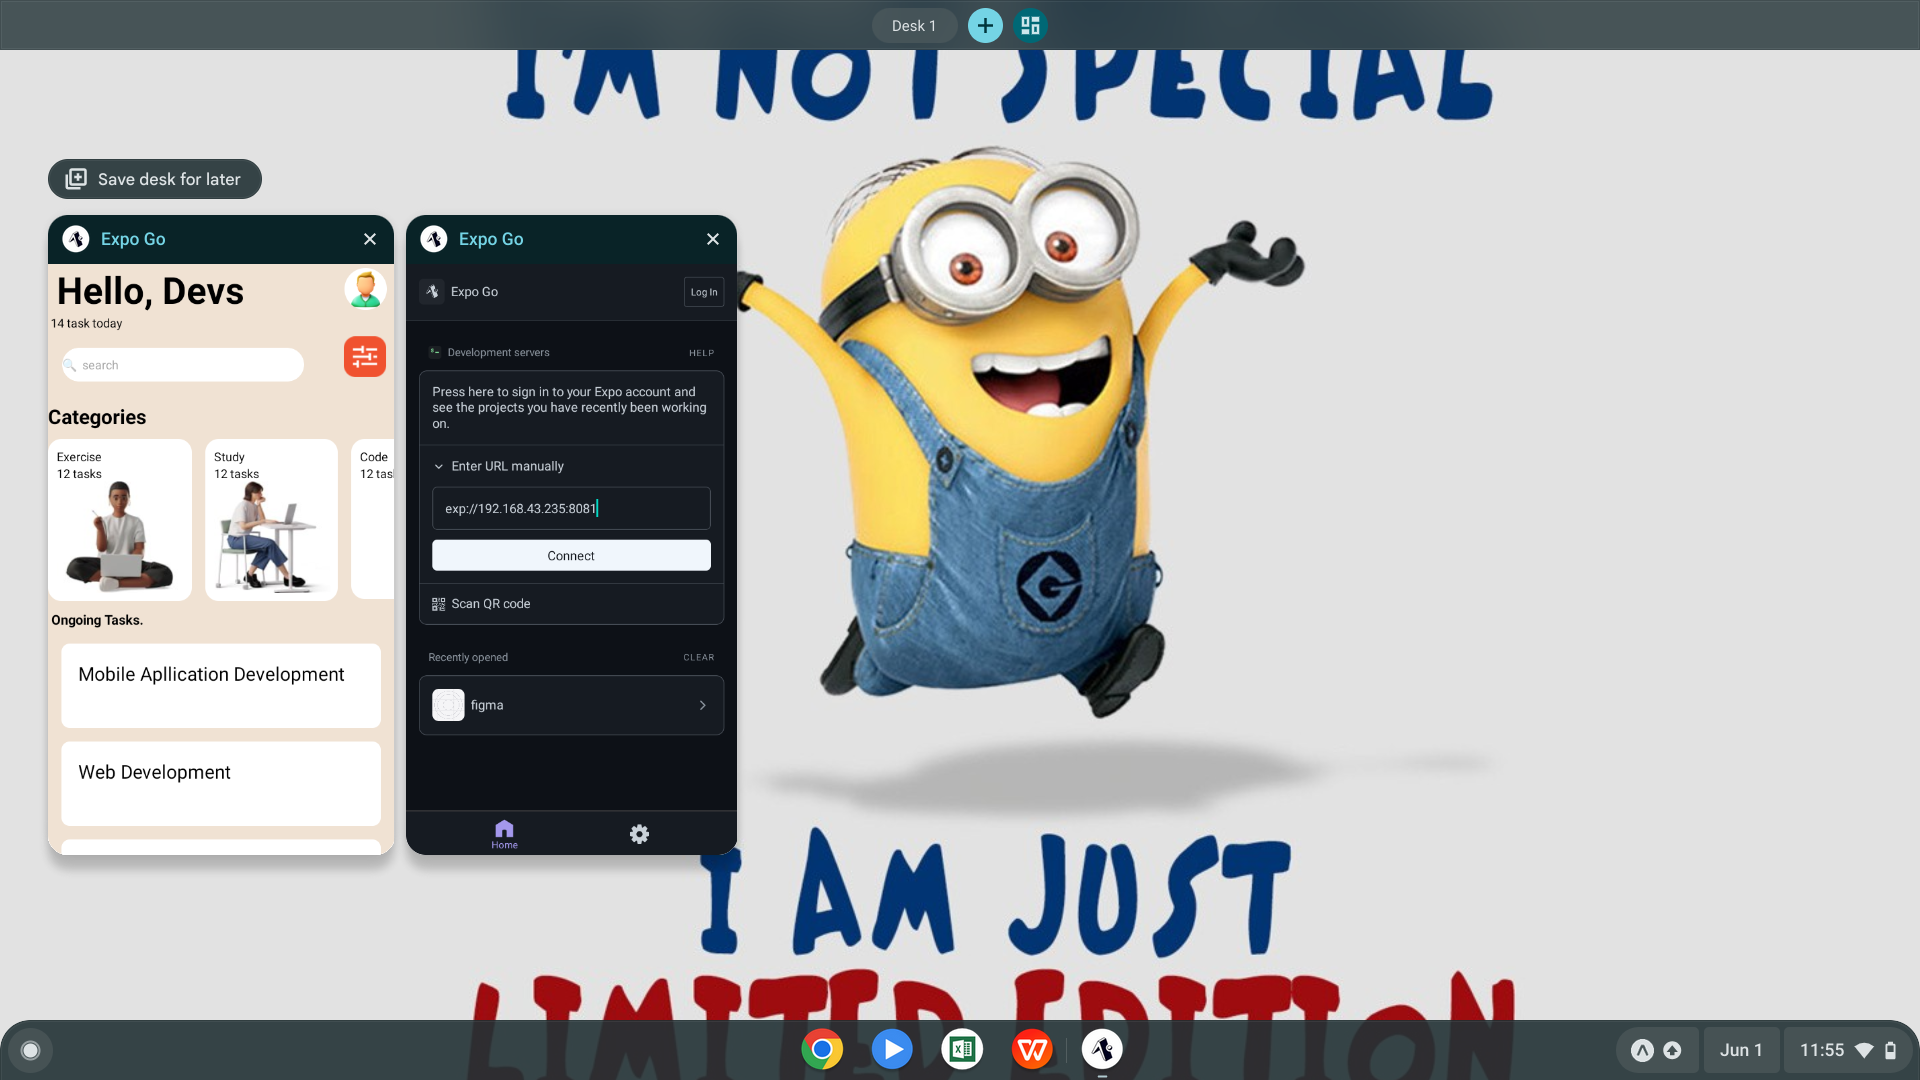 Desk 1
I'M NOT SPECIAL
Save desk for later
Expo Go
Hello, Devs
14 task today
search
Categories
Exercise
12 tasks
Study
12 tasks
Code
12 tas
Ongoing Tasks.
Mobile Apllication Development
Web Development
Expo Go
Expo Go
Log In
Development servers
HELP
Press here to sign in to your Expo account and
see the projects you have recently been working
on.
Enter URL manually
exp://192.168.43.235:8081
Connect
Scan QR code
Recently opened
CLEAR
figma
Home
I AM JUST
LIMITED EDITION
Jun 1
11:55